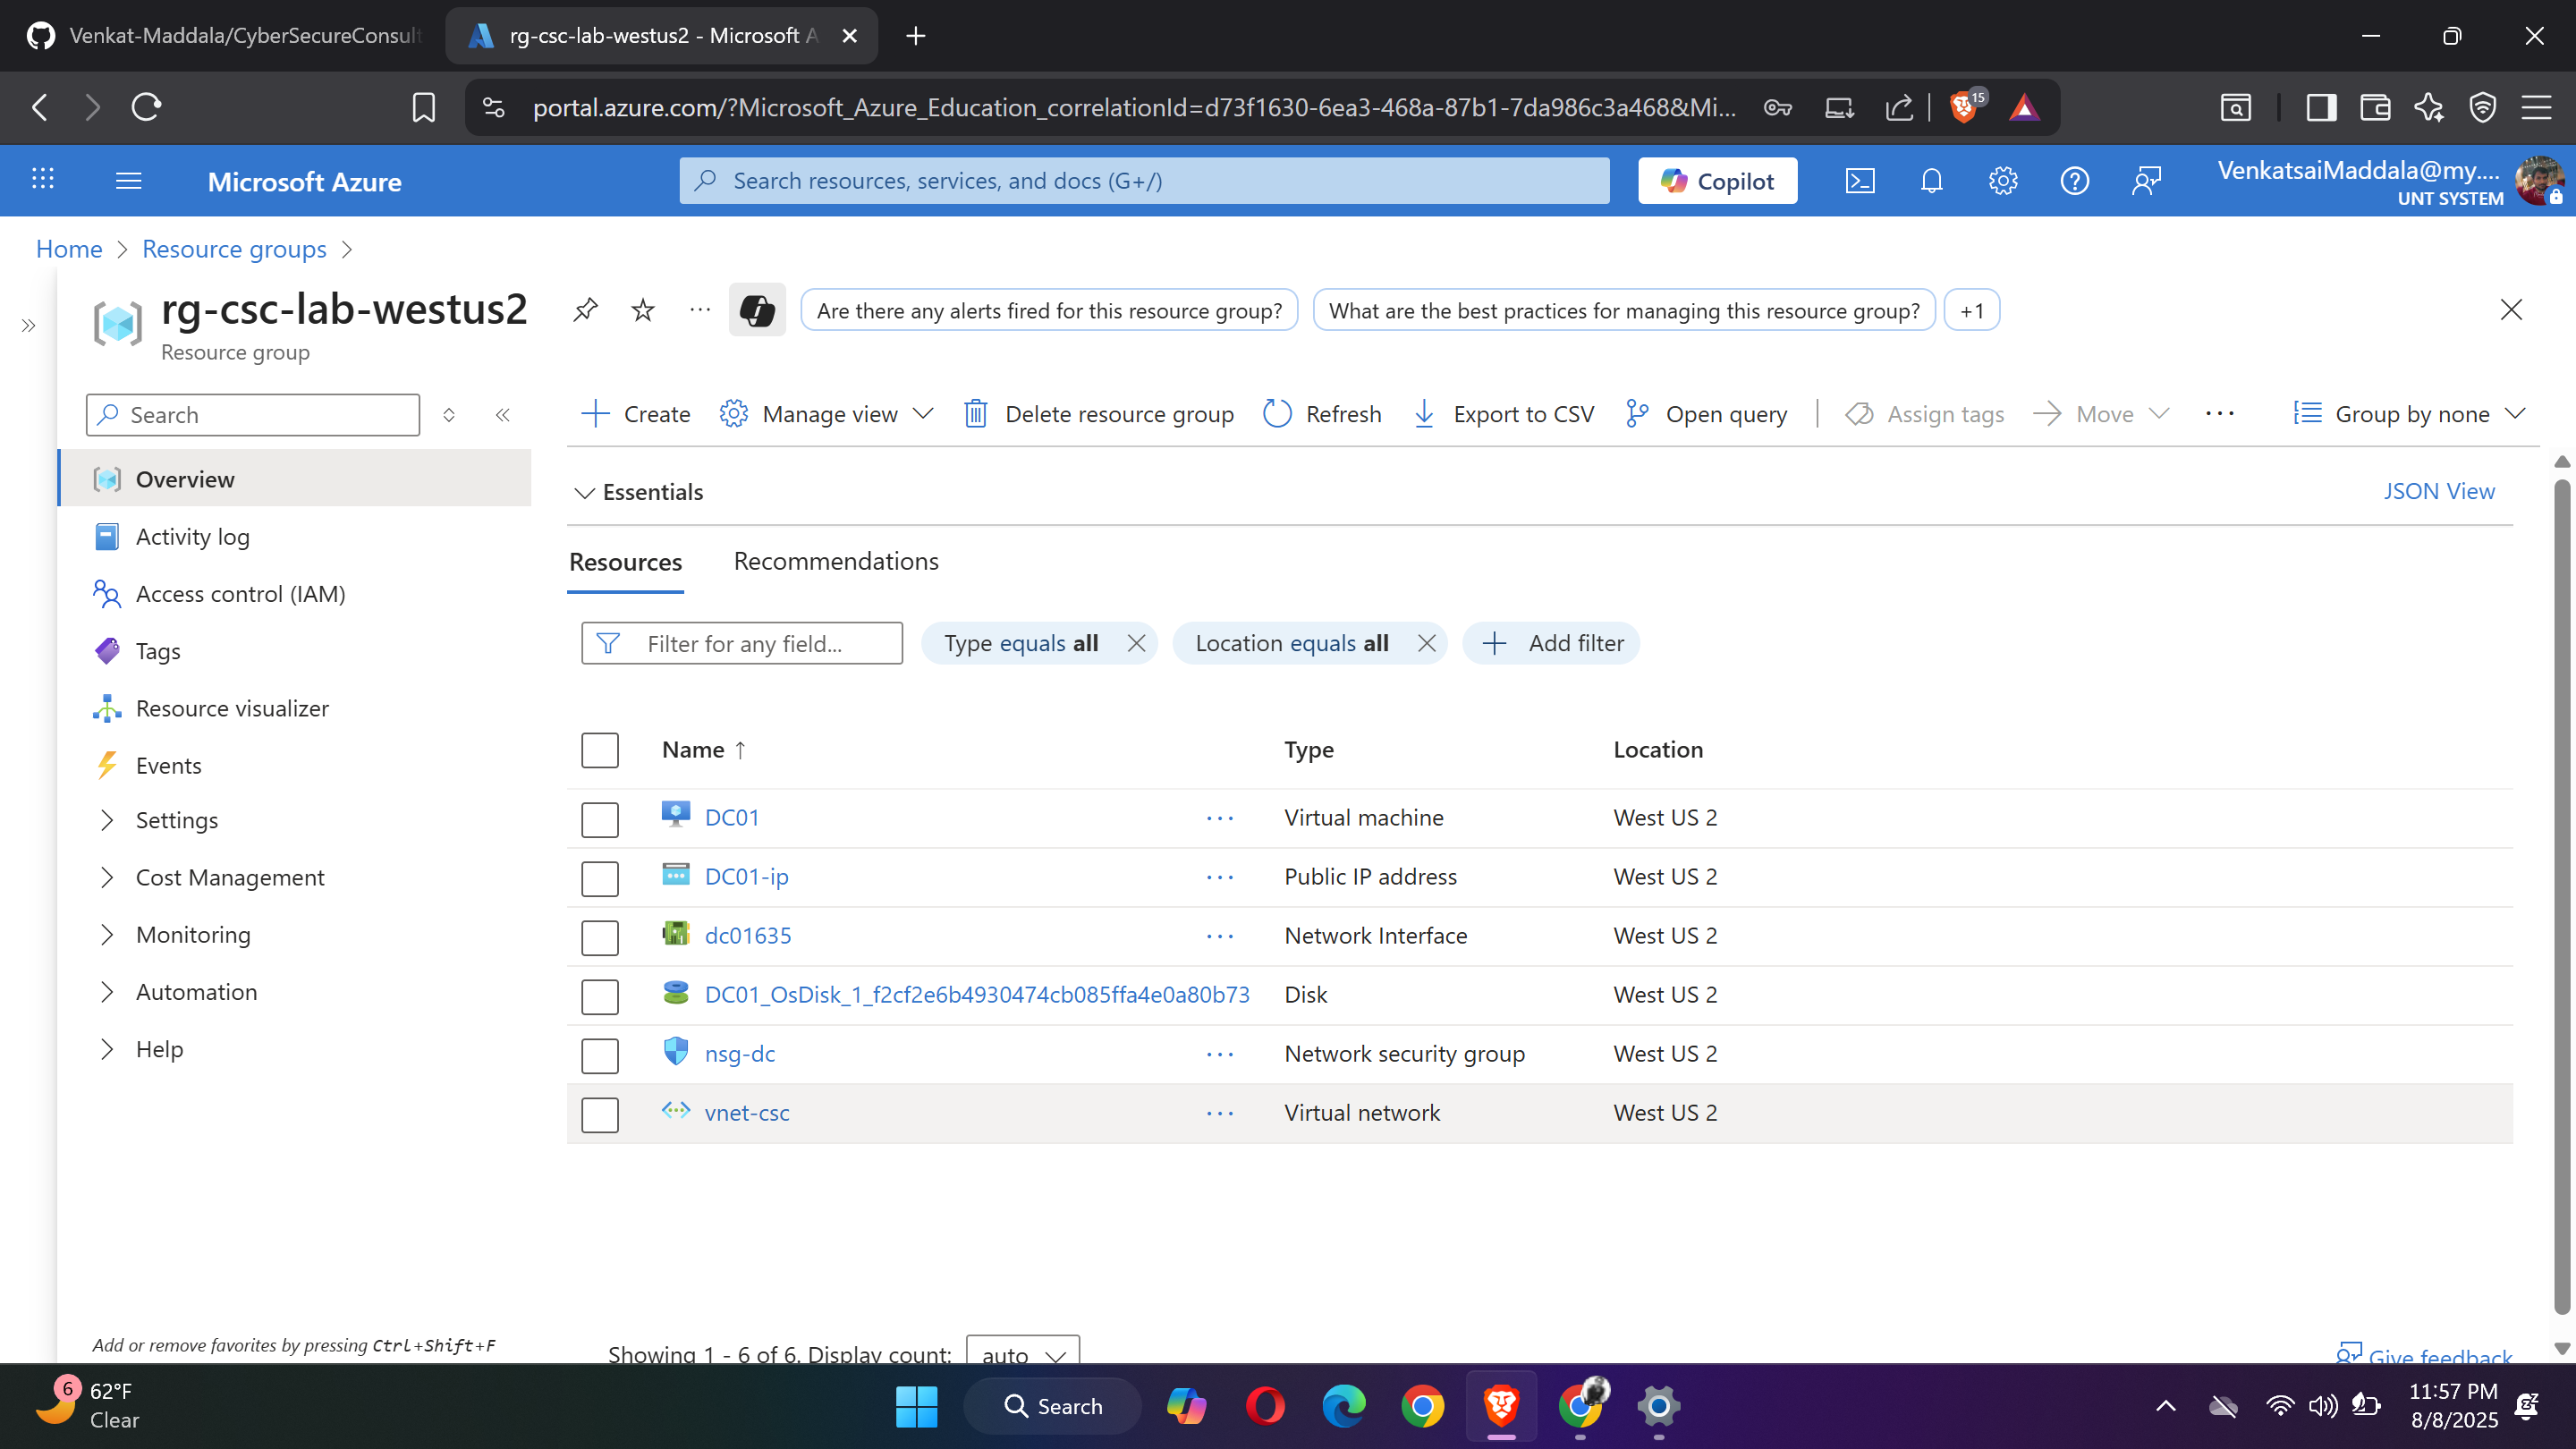 Venkat-Maddala/CyberSecureConsult
rg-csc-lab-westus2 - Microsoft A
portal.azure.com/?Microsoft_Azure_Education_correlationId=d73f1630-6ea3-468a-87b1-7da986c3a468&Mi...
15
Microsoft Azure
Search resources, services, and docs (G+/)
Copilot
VenkatsaiMaddala@my....
UNT SYSTEM
Home
Resource groups
rg-csc-lab-westus2
Resource group
Are there any alerts fired for this resource group?
What are the best practices for managing this resource group?
+1
Search
Create
Manage view
Delete resource group
Refresh
Export to CSV
Open query
Assign tags
Move
Group by none
Overview
Activity log
Access control (IAM)
Tags
Resource visualizer
Events
Settings
Cost Management
Monitoring
Automation
Help
Add or remove favorites by pressing Ctrl+Shift+F
Essentials
JSON View
Resources
Recommendations
Filter for any field...
Type equals all
Location equals all
Add filter
Name ↑ Type Location
DC01 ... Virtual machine West US 2
DC01-ip ... Public IP address West US 2
dc01635 ... Network Interface West US 2
DC01_OsDisk_1_f2cf2e6b4930474cb085ffa4e0a80b73 Disk West US 2
nsg-dc ... Network security group West US 2
vnet-csc ... Virtual network West US 2
Showing 1 - 6 of 6. Display count: auto
Give feedback
6
62°F
Clear
Search
11:57 PM
8/8/2025